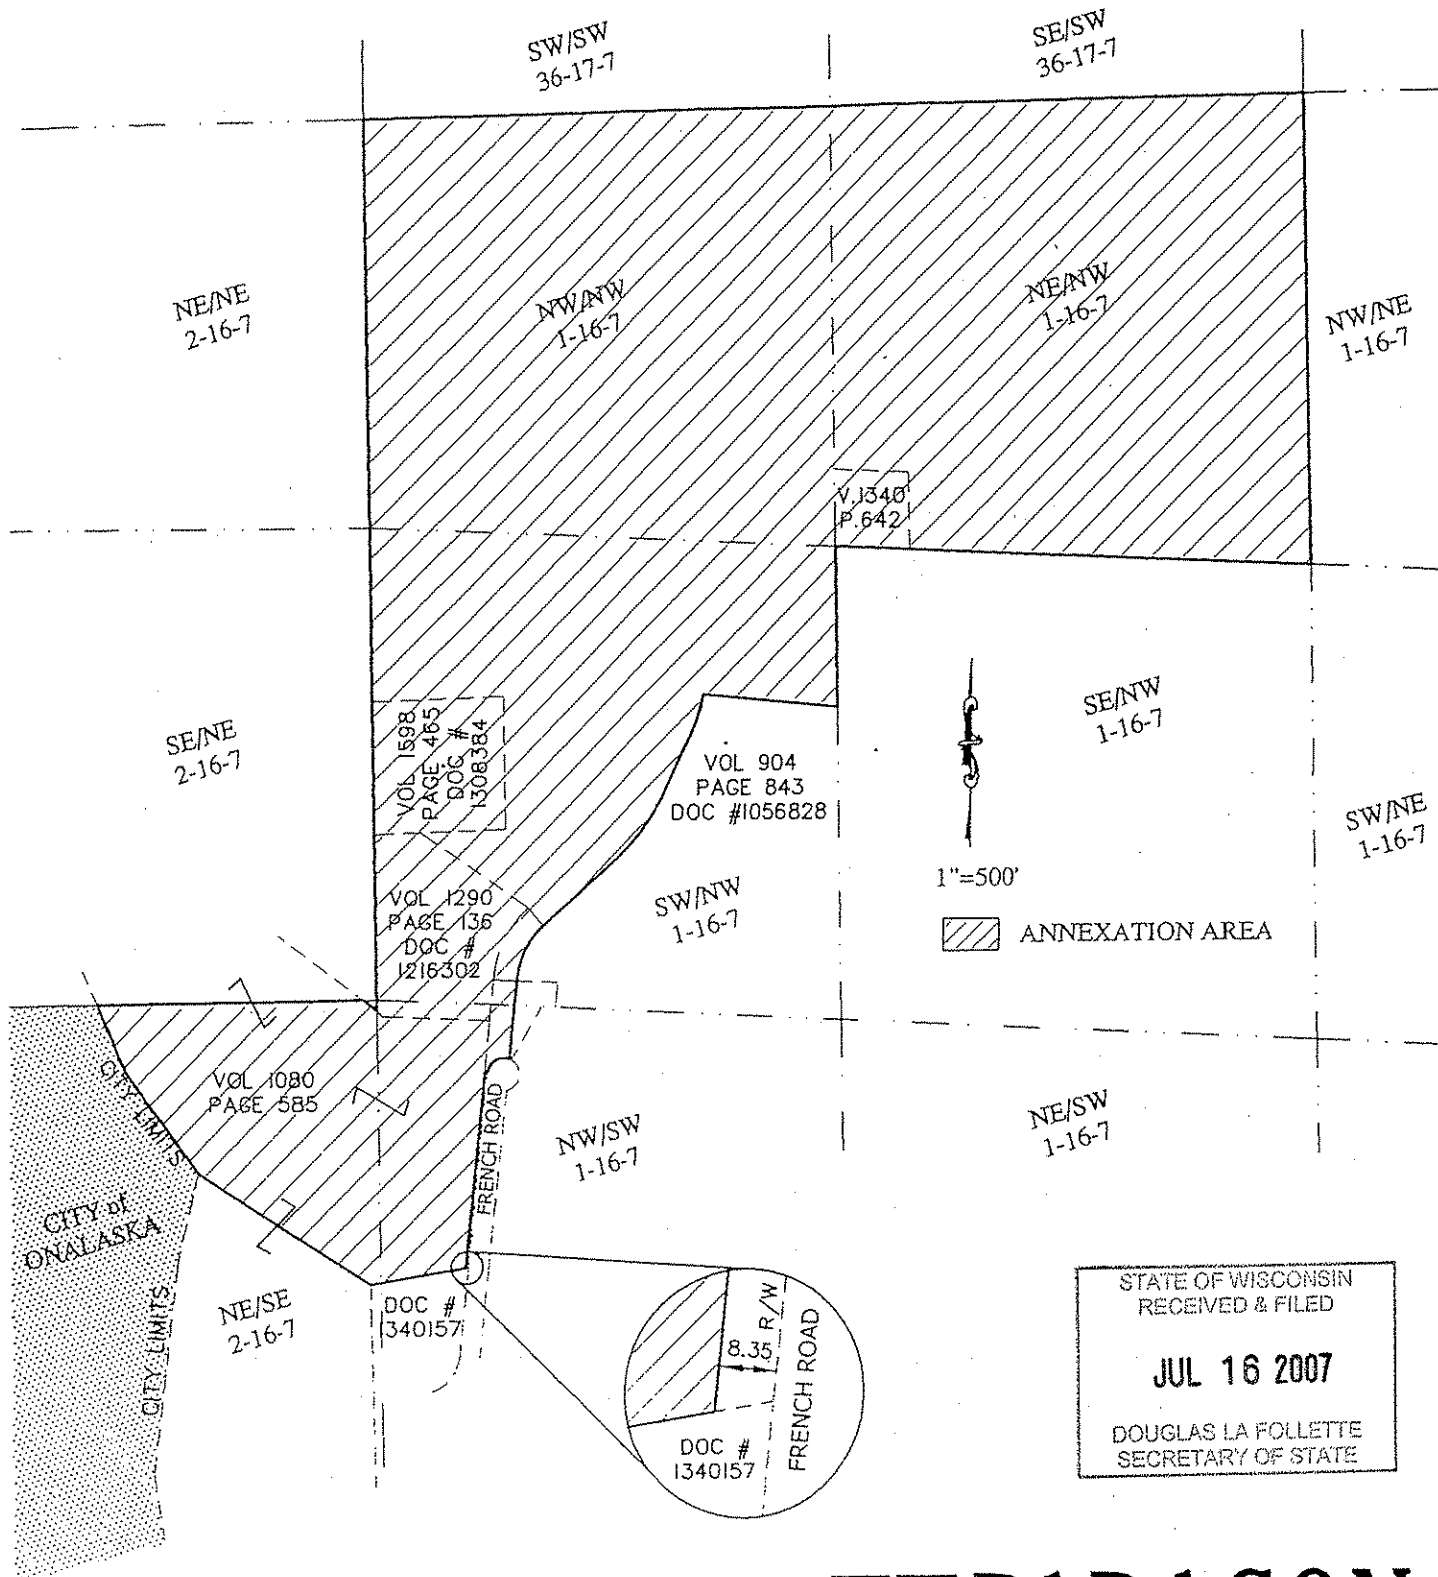 SW/SW
36-17-7
SE/SW
36-17-7
NE/NE
2-16-7
NW/NW
1-16-7
NE/NW
1-16-7
NW/NE
1-16-7
V.1340
P.642
SE/NE
2-16-7
VOL 1598
PAGE 465
DOC #
1308384
VOL 904
PAGE 843
DOC #1056828
SE/NW
1-16-7
SW/NE
1-16-7
1"=500'
ANNEXATION AREA
VOL 1290
PAGE 136
DOC #
1216302
SW/NW
1-16-7
CITY LIMITS
VOL 1080
PAGE 585
FRENCH ROAD
NW/SW
1-16-7
NE/SW
1-16-7
CITY of
ONALASKA
CITY LIMITS
NE/SE
2-16-7
DOC #
1340157
8.35
R/W
FRENCH ROAD
DOC #
1340157
STATE OF WISCONSIN
RECEIVED & FILED
JUL 16 2007
DOUGLAS LA FOLLETTE
SECRETARY OF STATE